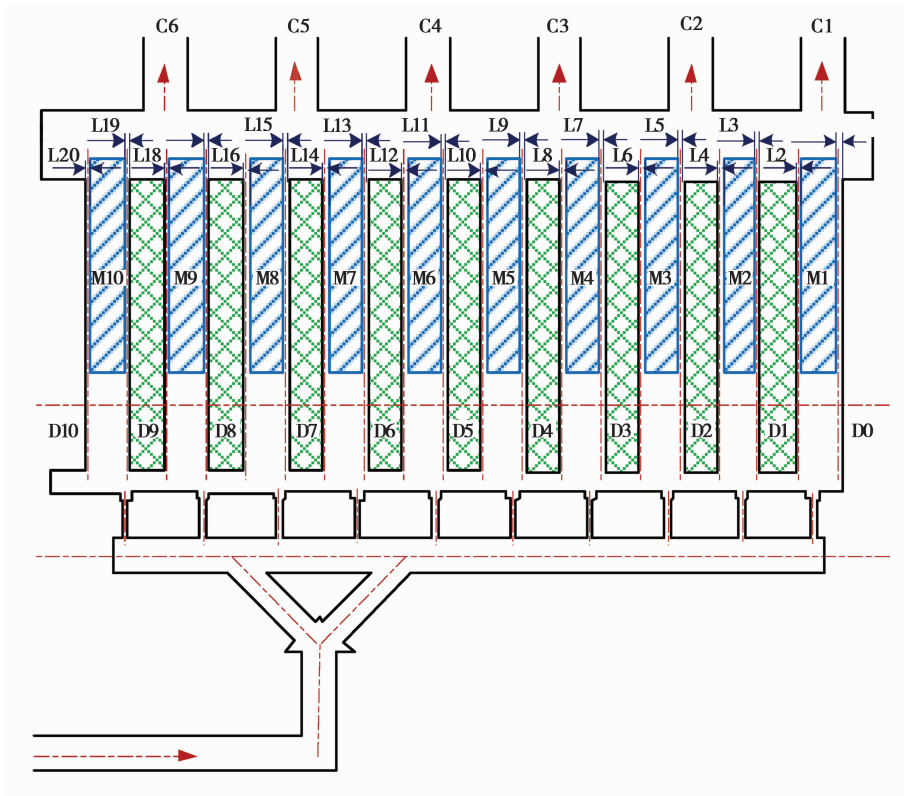 C6 C5 C4 C3 C2 C1
L19 L15 L13 L11 L9 L7 L5 L3
L20 L18 L16 L14 L12 L10 L8 L6 L4 L2
M10 M9 M8 M7 M6 M5 M4 M3 M2 M1
D10 D9 D8 D7 D6 D5 D4 D3 D2 D1 D0